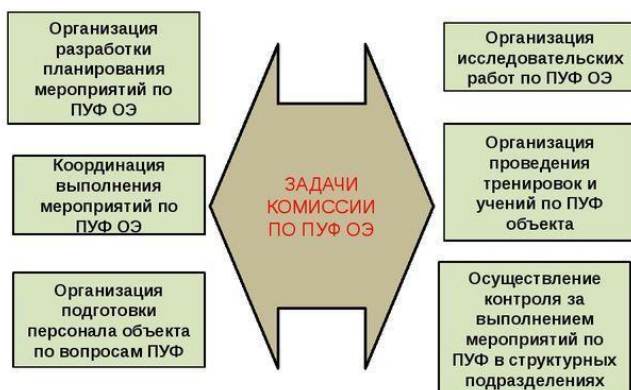 Организация
разработки
планирования
мероприятий по
ПУФ ОЭ
Координация
выполнения
мероприятий по
ПУФ ОЭ
Организация
подготовки
персонала объекта
по вопросам ПУФ
ЗАДАЧИ
КОМИССИИ
ПО ПУФ ОЭ
Организация
исследовательских
работ по ПУФ ОЭ
Организация
проведения
тренировок и
учений по ПУФ
объекта
Осуществление
контроля за
выполнением
мероприятий по
ПУФ в структурных
подразделениях